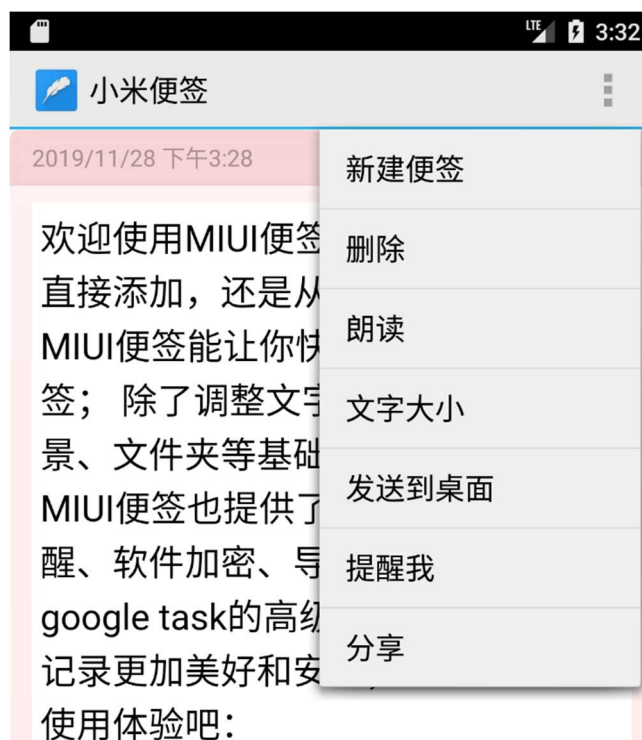 LTE 3:32
小米便签
2019/11/28 下午3:28
新建便签
删除
朗读
文字大小
发送到桌面
提醒我
分享
欢迎使用MIUI便签
直接添加，还是从
MIUI便签能让你快
签； 除了调整文字
景、文件夹等基础
MIUI便签也提供了
醒、软件加密、导
google task的高级
记录更加美好和安
使用体验吧：